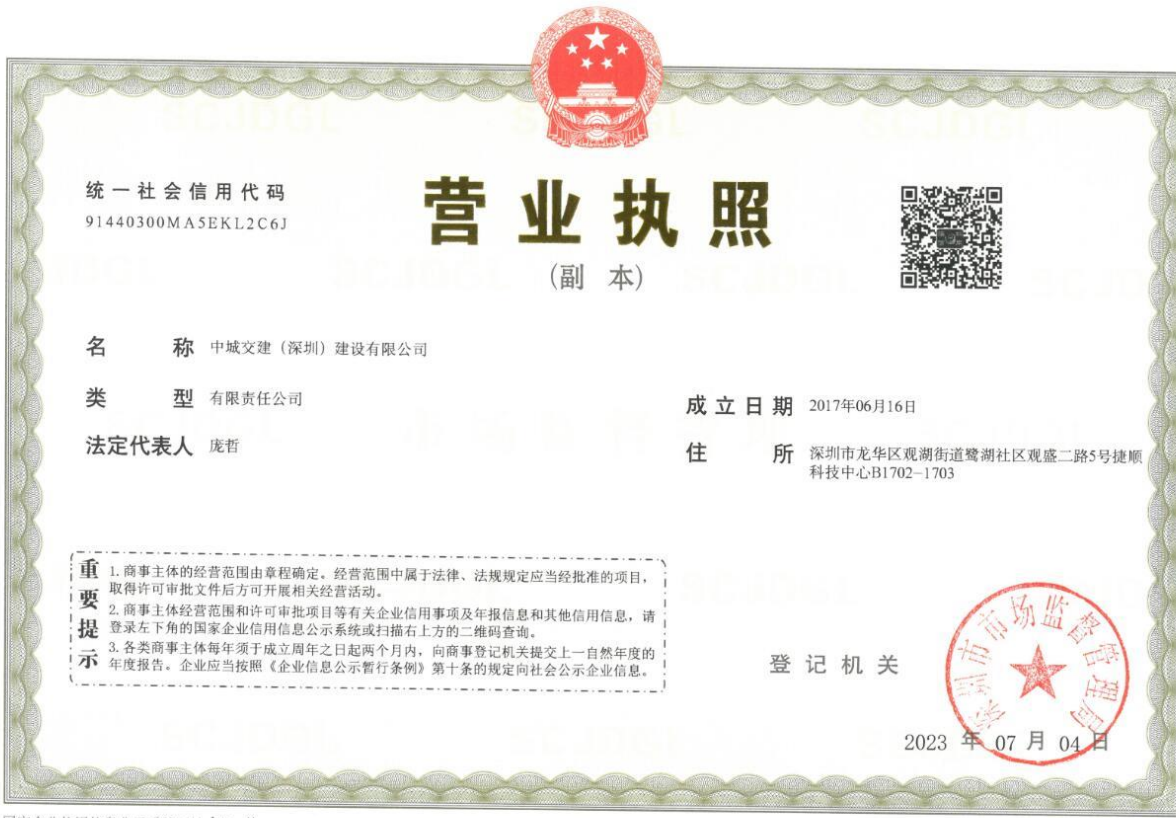 统一社会信用代码
91440300MA5EKL2C6J
营业执照
(副 本)
名 称 中城交建（深圳）建设有限公司
类 型 有限责任公司
法定代表人 庞哲
成立日期 2017年06月16日
住 所 深圳市龙华区观湖街道鹭湖社区观盛二路5号捷顺
科技中心B1702-1703
重要提示
1. 商事主体的经营范围由章程确定。经营范围中属于法律、法规规定应当经批准的项目，
取得许可审批文件后方可开展相关经营活动。
2. 商事主体经营范围和许可审批项目等有关企业信用事项及年报信息和其他信用信息，请
登录左下角的国家企业信用信息公示系统或扫描右上方的二维码查询。
3. 各类商事主体每年须于成立周年之日起两个月内，向商事登记机关提交上一自然年度的
年度报告。企业应当按照《企业信息公示暂行条例》第十条的规定向社会公示企业信息。
登记机关
深圳市市场监督管理局
2023 年 07 月 04 日